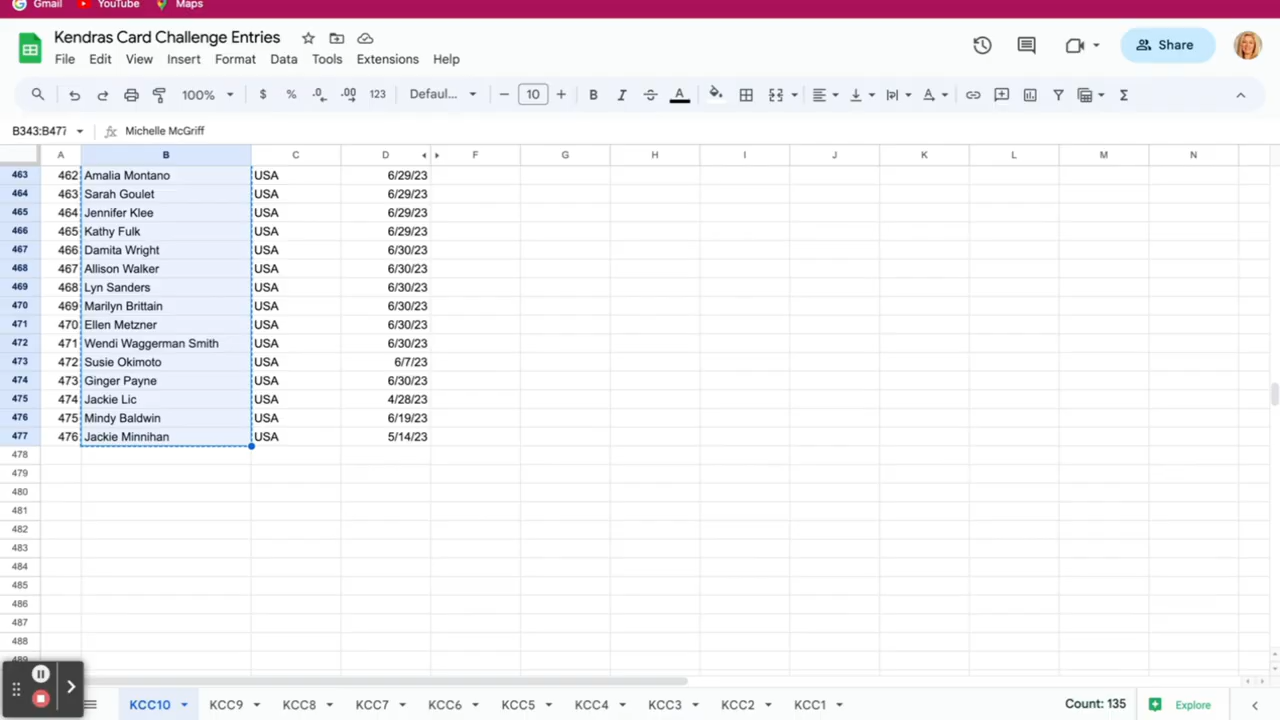 Gmail YouTube Maps
Kendras Card Challenge Entries
File Edit View Insert Format Data Tools Extensions Help
Share
100% $ % .0 .00 123 Defaul... 10 B I S A
B343:B477 fx Michelle McGriff
A B C D F G H I J K L M N
463 462 Amalia Montano USA 6/29/23
464 463 Sarah Goulet USA 6/29/23
465 464 Jennifer Klee USA 6/29/23
466 465 Kathy Fulk USA 6/29/23
467 466 Damita Wright USA 6/30/23
468 467 Allison Walker USA 6/30/23
469 468 Lyn Sanders USA 6/30/23
470 469 Marilyn Brittain USA 6/30/23
471 470 Ellen Metzner USA 6/30/23
472 471 Wendi Waggerman Smith USA 6/30/23
473 472 Susie Okimoto USA 6/7/23
474 473 Ginger Payne USA 6/30/23
475 474 Jackie Lic USA 4/28/23
476 475 Mindy Baldwin USA 6/19/23
477 476 Jackie Minnihan USA 5/14/23
478
479
480
481
482
483
484
485
486
487
488
489
KCC10 KCC9 KCC8 KCC7 KCC6 KCC5 KCC4 KCC3 KCC2 KCC1 Count: 135 Explore